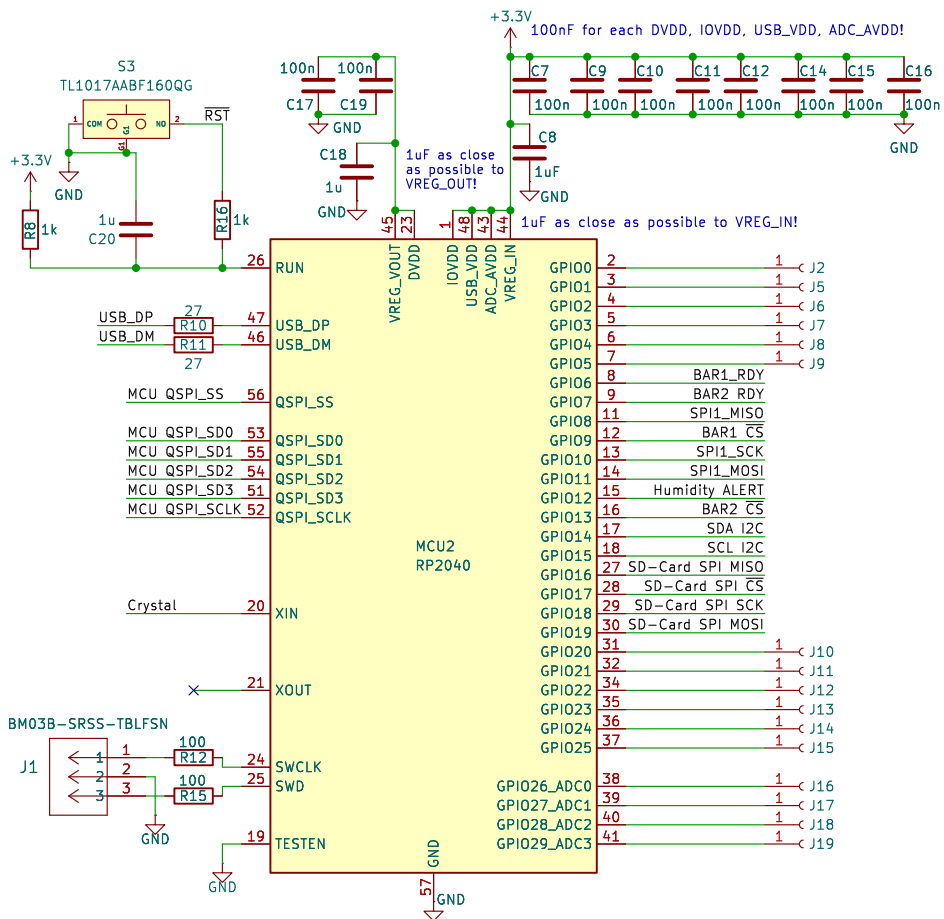 +3.3V
100nF for each DVDD, IOVDD, USB_VDD, ADC_AVDD!
S3
TL1017AABF160QG
1 COM G1 NO 2
G1
RST
GND
+3.3V
R8 1k
1u
C20
R16 1k
100n 100n
C17 C19
GND
C18
1u
GND
1uF as close
as possible to
VREG_OUT!
C7 C9 C10 C11 C12 C14 C15 C16
100n 100n 100n 100n 100n 100n 100n 100n
GND
C8
1uF
GND
1uF as close as possible to VREG_IN!
45 23 1 48 43 44
VREG_VOUT DVDD IOVDD USB_VDD ADC_AVDD VREG_IN
26 RUN
27
USB_DP R10 47 USB_DP
USB_DM R11 46 USB_DM
27
MCU QSPI_SS 56 QSPI_SS
MCU QSPI_SD0 53 QSPI_SD0
MCU QSPI_SD1 55 QSPI_SD1
MCU QSPI_SD2 54 QSPI_SD2
MCU QSPI_SD3 51 QSPI_SD3
MCU QSPI_SCLK 52 QSPI_SCLK
Crystal 20 XIN
21 XOUT
BM03B-SRSS-TBLFSN
J1
1 1
2 2
3 3
100
R12 24 SWCLK
100
R15 25 SWD
GND
19 TESTEN
GND
MCU2
RP2040
GND
57
GND
GPIO0 2 1 J2
GPIO1 3 1 J5
GPIO2 4 1 J6
GPIO3 5 1 J7
GPIO4 6 1 J8
GPIO5 7 1 J9
GPIO6 8 BAR1_RDY
GPIO7 9 BAR2 RDY
GPIO8 11 SPI1_MISO
GPIO9 12 BAR1 CS
GPIO10 13 SPI1_SCK
GPIO11 14 SPI1_MOSI
GPIO12 15 Humidity ALERT
GPIO13 16 BAR2 CS
GPIO14 17 SDA I2C
GPIO15 18 SCL I2C
GPIO16 27 SD-Card SPI MISO
GPIO17 28 SD-Card SPI CS
GPIO18 29 SD-Card SPI SCK
GPIO19 30 SD-Card SPI MOSI
GPIO20 31 1 J10
GPIO21 32 1 J11
GPIO22 34 1 J12
GPIO23 35 1 J13
GPIO24 36 1 J14
GPIO25 37 1 J15
GPIO26_ADC0 38 1 J16
GPIO27_ADC1 39 1 J17
GPIO28_ADC2 40 1 J18
GPIO29_ADC3 41 1 J19